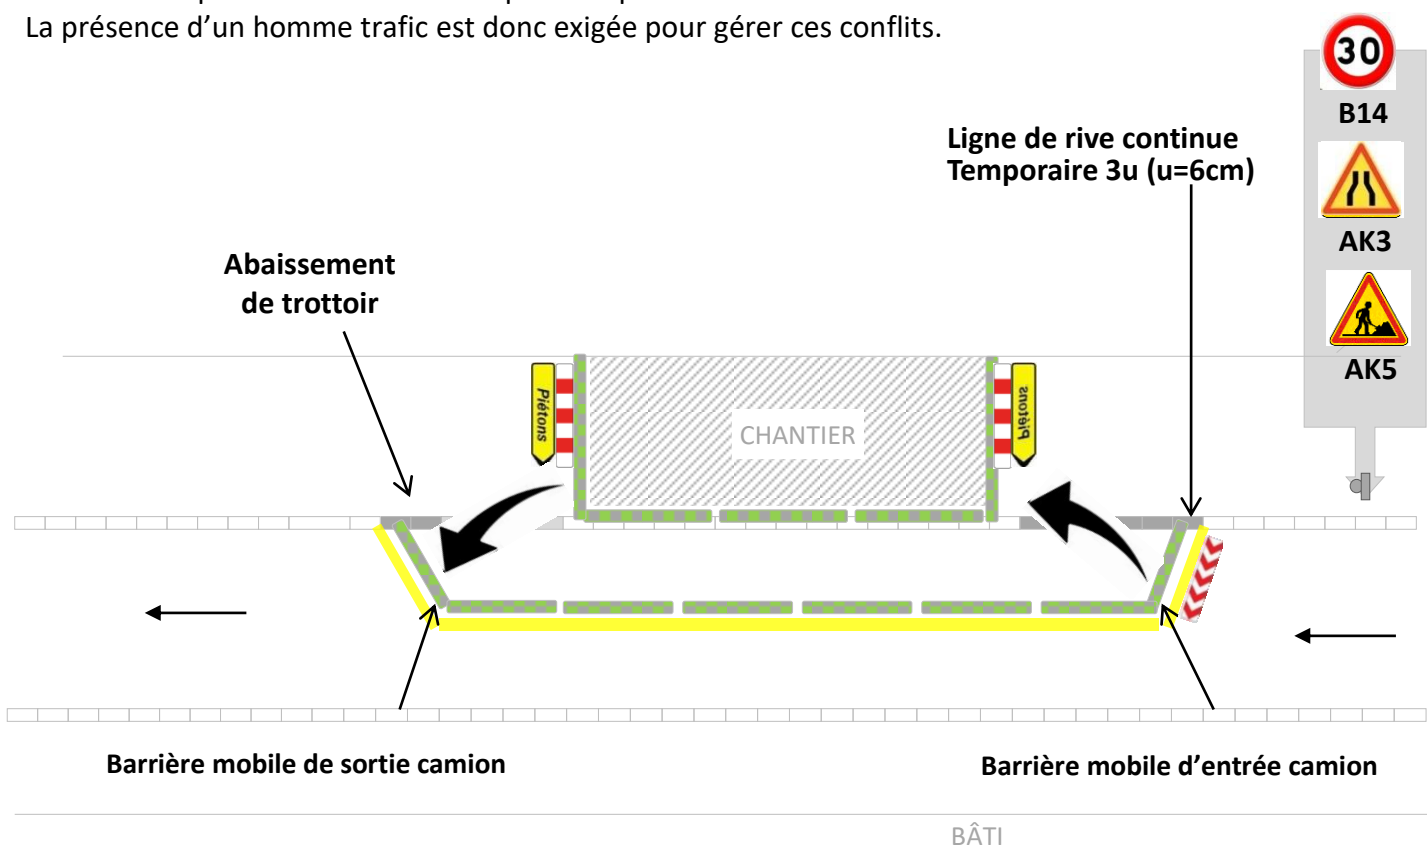 La présence d’un homme trafic est donc exigée pour gérer ces conflits.
30
B14
Ligne de rive continue
Temporaire 3u (u=6cm)
AK3
Abaissement
de trottoir
AK5
Piétons
Piétons
CHANTIER
Barrière mobile de sortie camion
Barrière mobile d’entrée camion
BÂTI